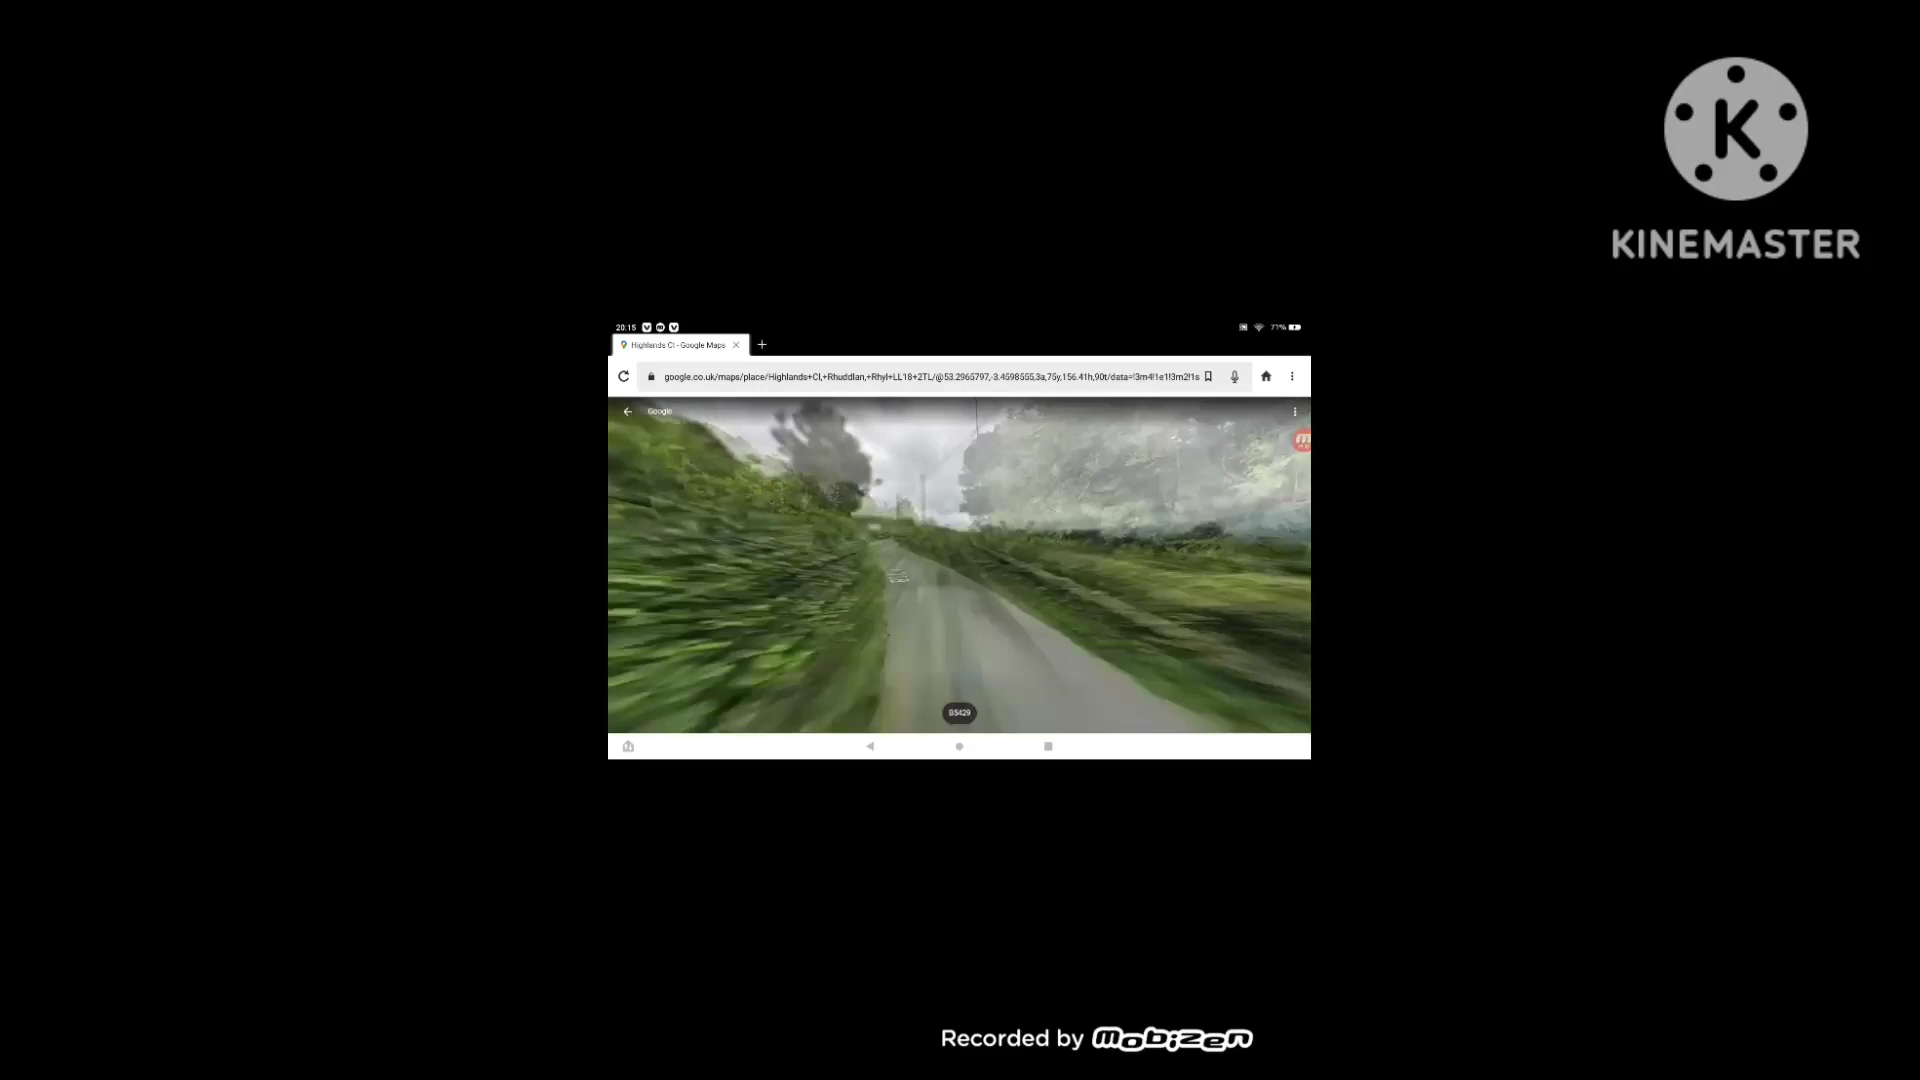 K
KINEMASTER
20:15
77%
Highlands Cl - Google Maps
google.co.uk/maps/place/Highlands+Cl,+Rhuddlan,+Rhyl+LL18+2TL/@53.2965797,-3.4598555,3a,75y,156.41h,90t/data=!3m4!1e1!3m2!1s
Google
B5429
Recorded by mobizen